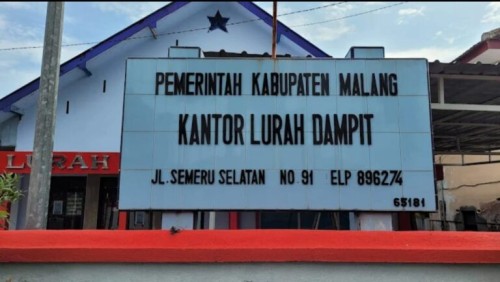 PEMERINTAH KABUPATEN MALANG
KANTOR LURAH DAMPIT
JL. SEMERU SELATAN NO 91 ELP 896274
65181
LURAH